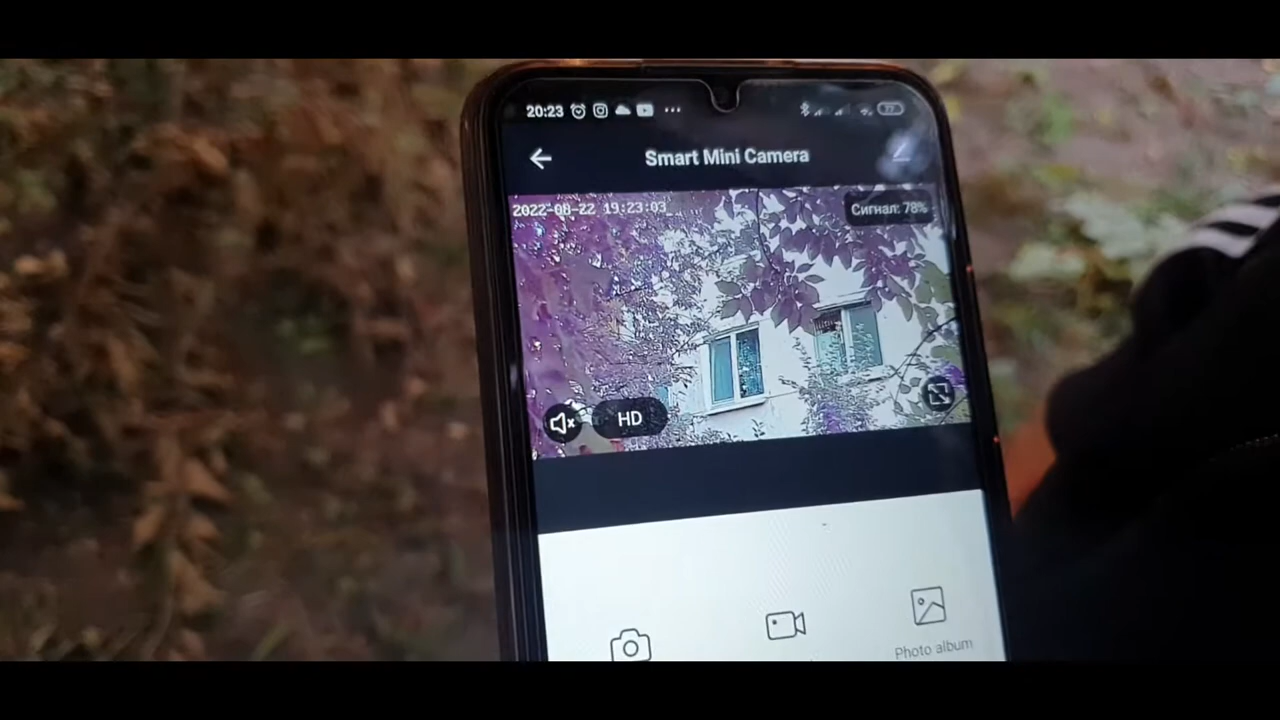 20:23
Smart Mini Camera
2022-08-22 19:23:03
Сигнал: 78%
HD
Photo album